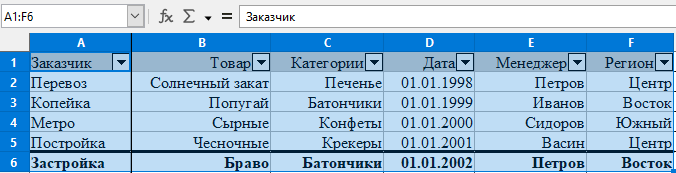 A1:F6 Заказчик
A B C D E F
1 Заказчик Товар Категории Дата Менеджер Регион
2 Перевоз Солнечный закат Печенье 01.01.1998 Петров Центр
3 Копейка Попугай Батончики 01.01.1999 Иванов Восток
4 Метро Сырные Конфеты 01.01.2000 Сидоров Южный
5 Постройка Чесночные Крекеры 01.01.2001 Васин Центр
6 Застройка Браво Батончики 01.01.2002 Петров Восток